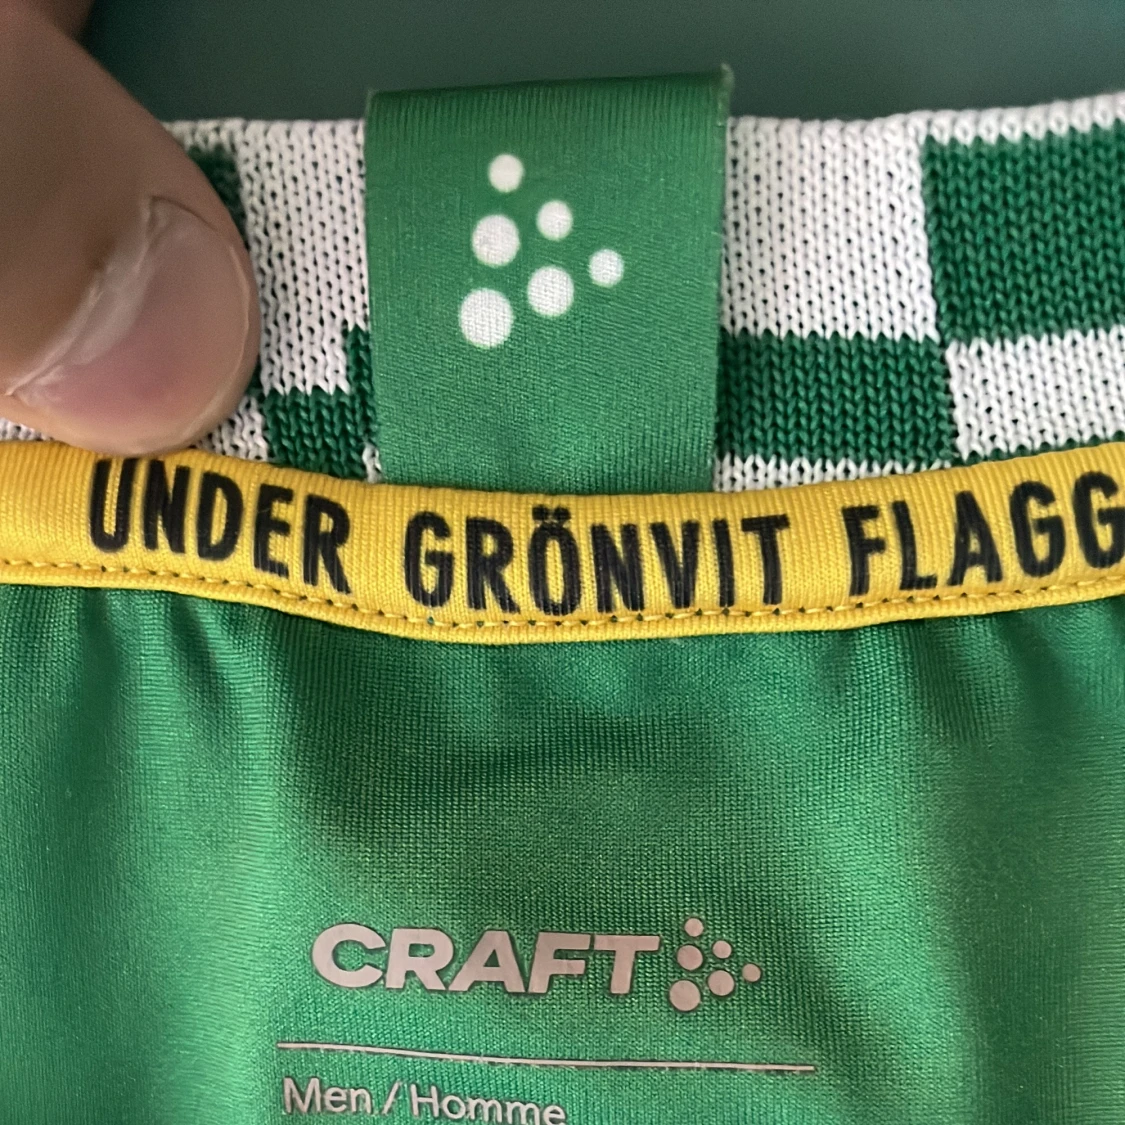 UNDER GRÖNVIT FLAGG
CRAFT
Men / Homme